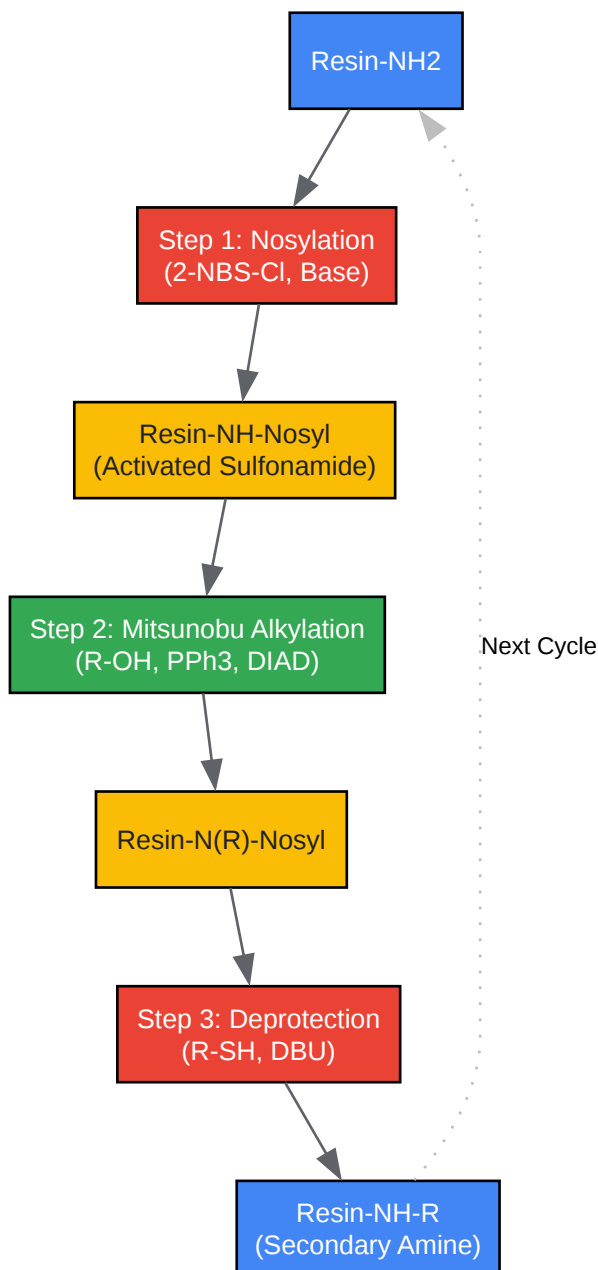 Resin-NH2
Step 1: Nosylation
(2-NBS-Cl, Base)
Resin-NH-Nosyl
(Activated Sulfonamide)
Step 2: Mitsunobu Alkylation
(R-OH, PPh3, DIAD)
Next Cycle
Resin-N(R)-Nosyl
Step 3: Deprotection
(R-SH, DBU)
Resin-NH-R
(Secondary Amine)